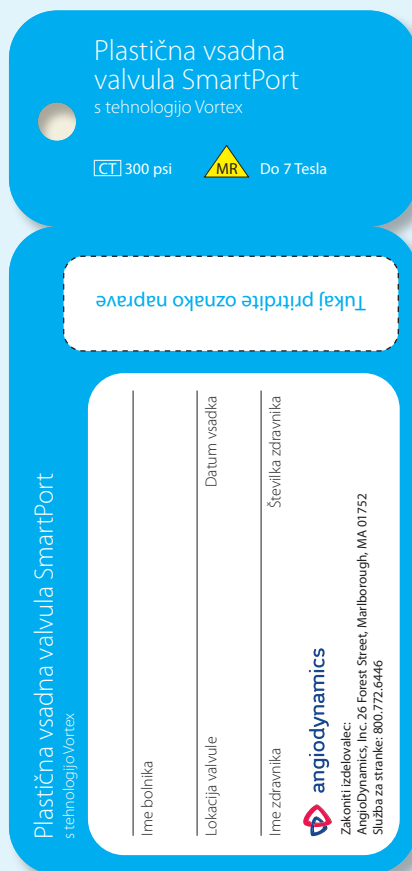 Plastična vsadna
valvula SmartPort
s tehnologijo Vortex
CT 300 psi
MR Do 7 Tesla
Tukaj pritrdite oznako naprave
Plastična vsadna valvula SmartPort
s tehnologijo Vortex
Ime bolnika
Lokacija valvule Datum vsadka
Ime zdravnika Številka zdravnika
angiodynamics
Zakoniti izdelovalec:
AngioDynamics, Inc. 26 Forest Street, Marlborough, MA 01752
Služba za stranke: 800.772.6446